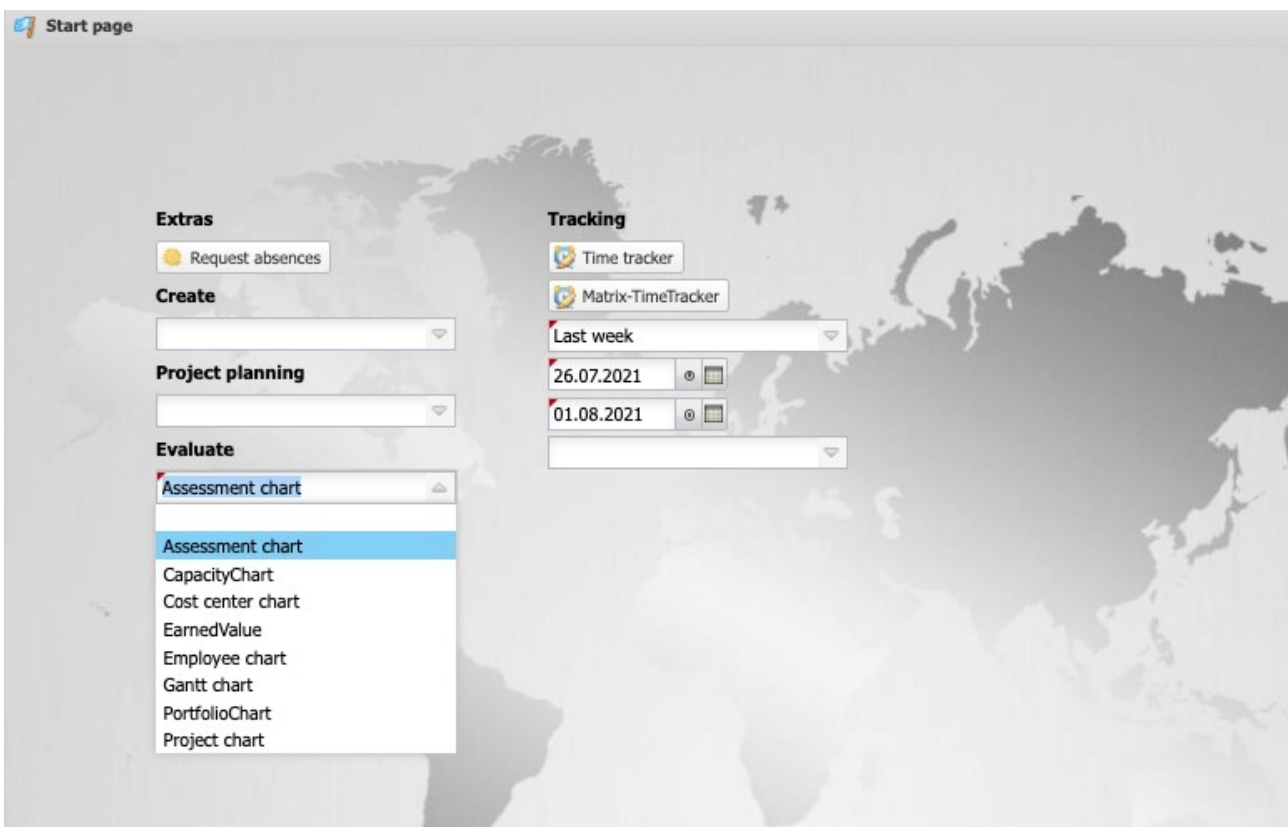 Start page
Extras
Request absences
Create
Project planning
Evaluate
Assessment chart
Assessment chart
CapacityChart
Cost center chart
EarnedValue
Employee chart
Gantt chart
PortfolioChart
Project chart
Tracking
Time tracker
Matrix-TimeTracker
Last week
26.07.2021
01.08.2021